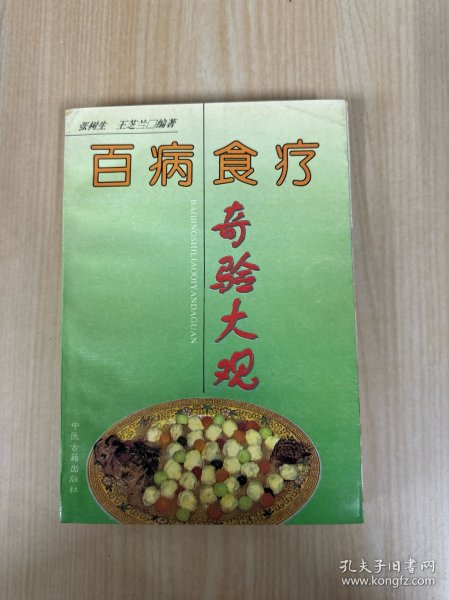 张树生 王芝兰□编著
百病食疗
奇验大观
BAIBINGSHILIAOQIYANDAGUAN
中医古籍出版社
孔夫子旧书网
www.kongfz.com